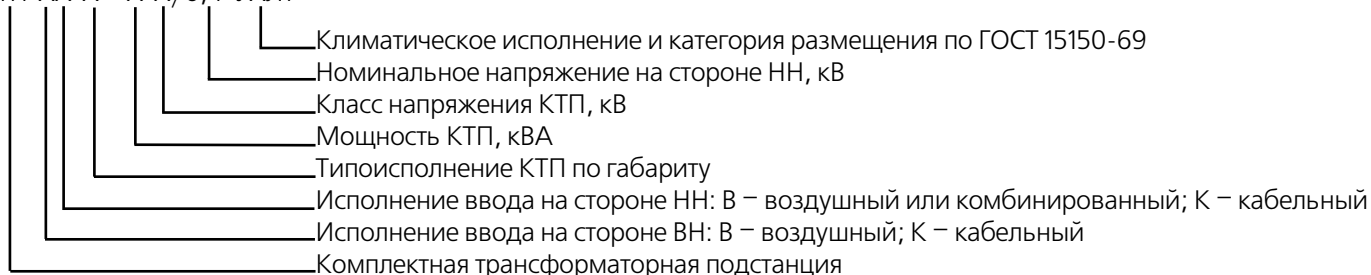 Климатическое исполнение и категория размещения по ГОСТ 15150-69
Номинальное напряжение на стороне НН, кВ
Класс напряжения КТП, кВ
Мощность КТП, кВА
Типоисполнение КТП по габариту
Исполнение ввода на стороне НН: В – воздушный или комбинированный; К – кабельный
Исполнение ввода на стороне ВН: В – воздушный; К – кабельный
Комплектная трансформаторная подстанция